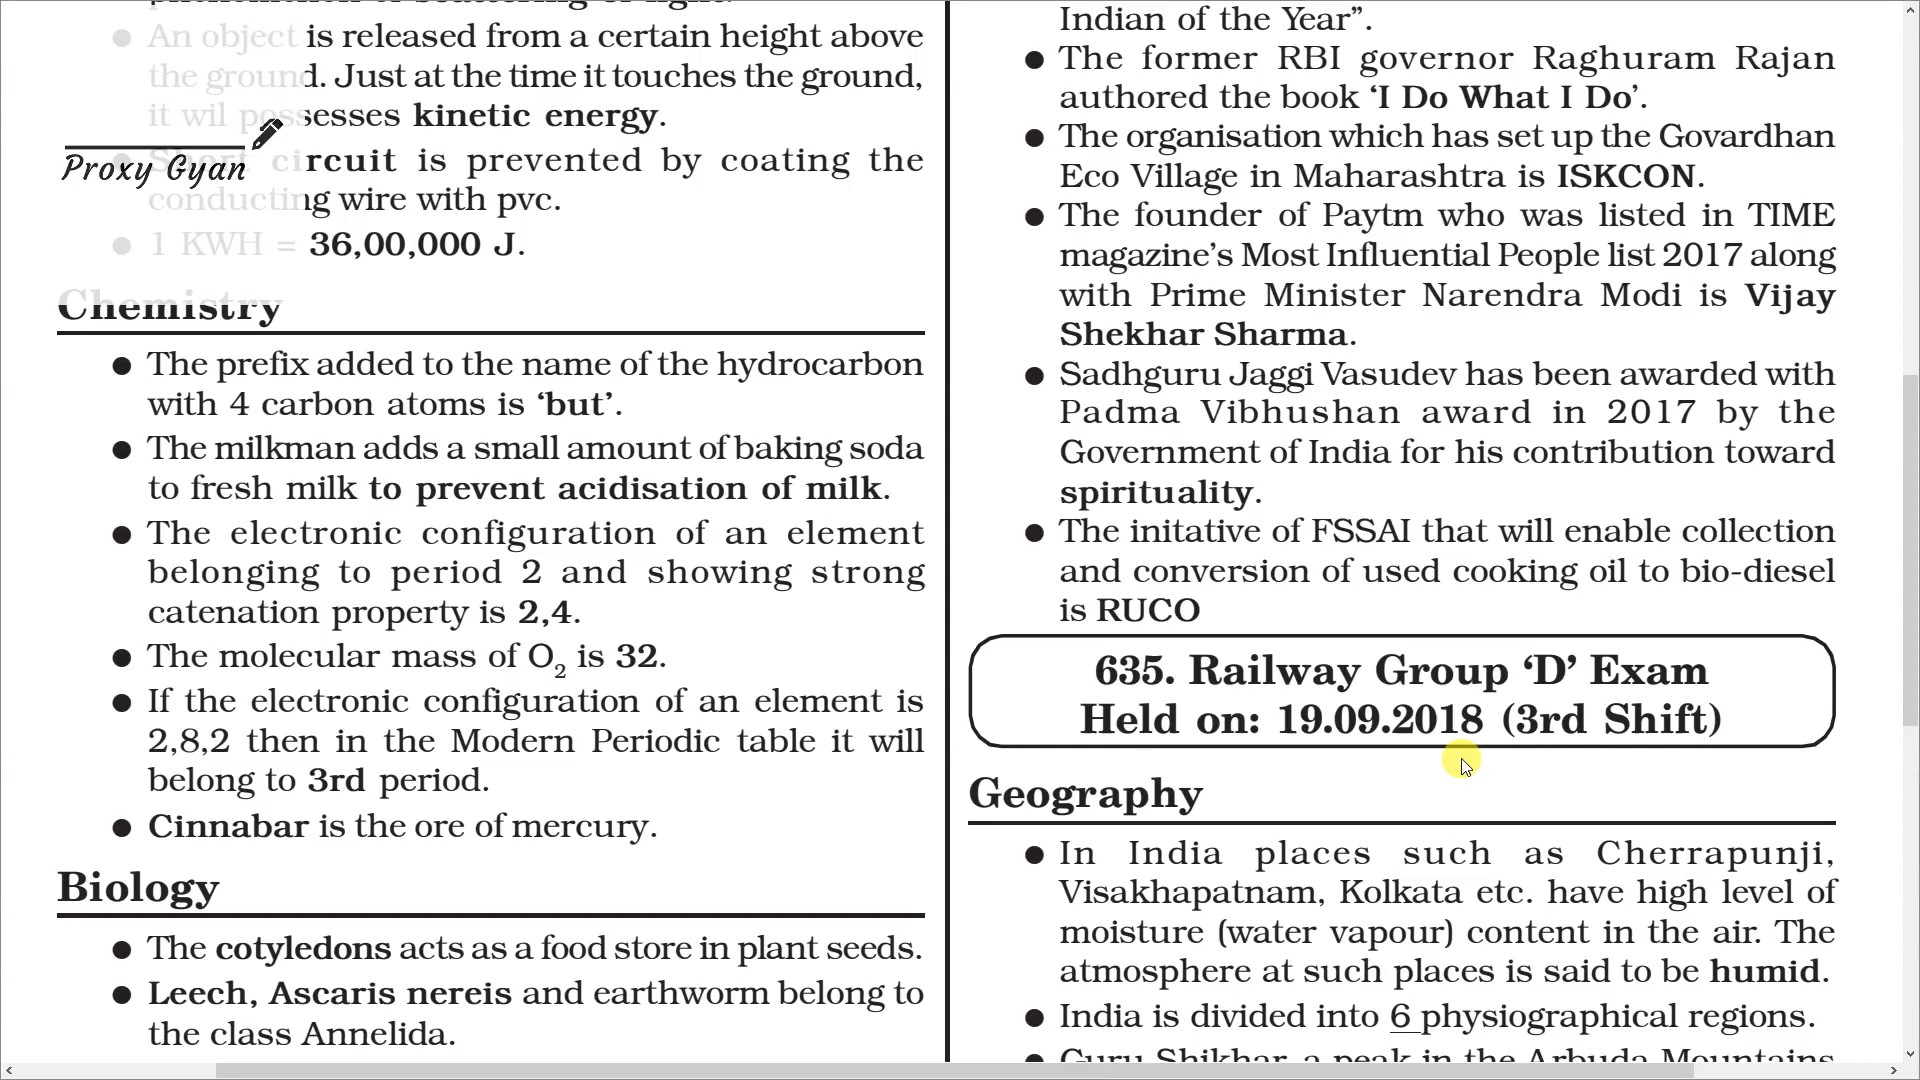 An object is released from a certain height above
the ground. Just at the time it touches the ground,
it wil possesses kinetic energy.
Proxy Gyan
Short circuit is prevented by coating the
conducting wire with pvc.
1 KWH = 36,00,000 J.
Chemistry
The prefix added to the name of the hydrocarbon
with 4 carbon atoms is ‘but’.
The milkman adds a small amount of baking soda
to fresh milk to prevent acidisation of milk.
The electronic configuration of an element
belonging to period 2 and showing strong
catenation property is 2,4.
The molecular mass of O2 is 32.
If the electronic configuration of an element is
2,8,2 then in the Modern Periodic table it will
belong to 3rd period.
Cinnabar is the ore of mercury.
Biology
The cotyledons acts as a food store in plant seeds.
Leech, Ascaris nereis and earthworm belong to
the class Annelida.
Indian of the Year”.
The former RBI governor Raghuram Rajan
authored the book ‘I Do What I Do’.
The organisation which has set up the Govardhan
Eco Village in Maharashtra is ISKCON.
The founder of Paytm who was listed in TIME
magazine’s Most Influential People list 2017 along
with Prime Minister Narendra Modi is Vijay
Shekhar Sharma.
Sadhguru Jaggi Vasudev has been awarded with
Padma Vibhushan award in 2017 by the
Government of India for his contribution toward
spirituality.
The initative of FSSAI that will enable collection
and conversion of used cooking oil to bio-diesel
is RUCO
635. Railway Group ‘D’ Exam
Held on: 19.09.2018 (3rd Shift)
Geography
In India places such as Cherrapunji,
Visakhapatnam, Kolkata etc. have high level of
moisture (water vapour) content in the air. The
atmosphere at such places is said to be humid.
India is divided into 6 physiographical regions.
Guru Shikhar, a peak in the Arbuda Mountains